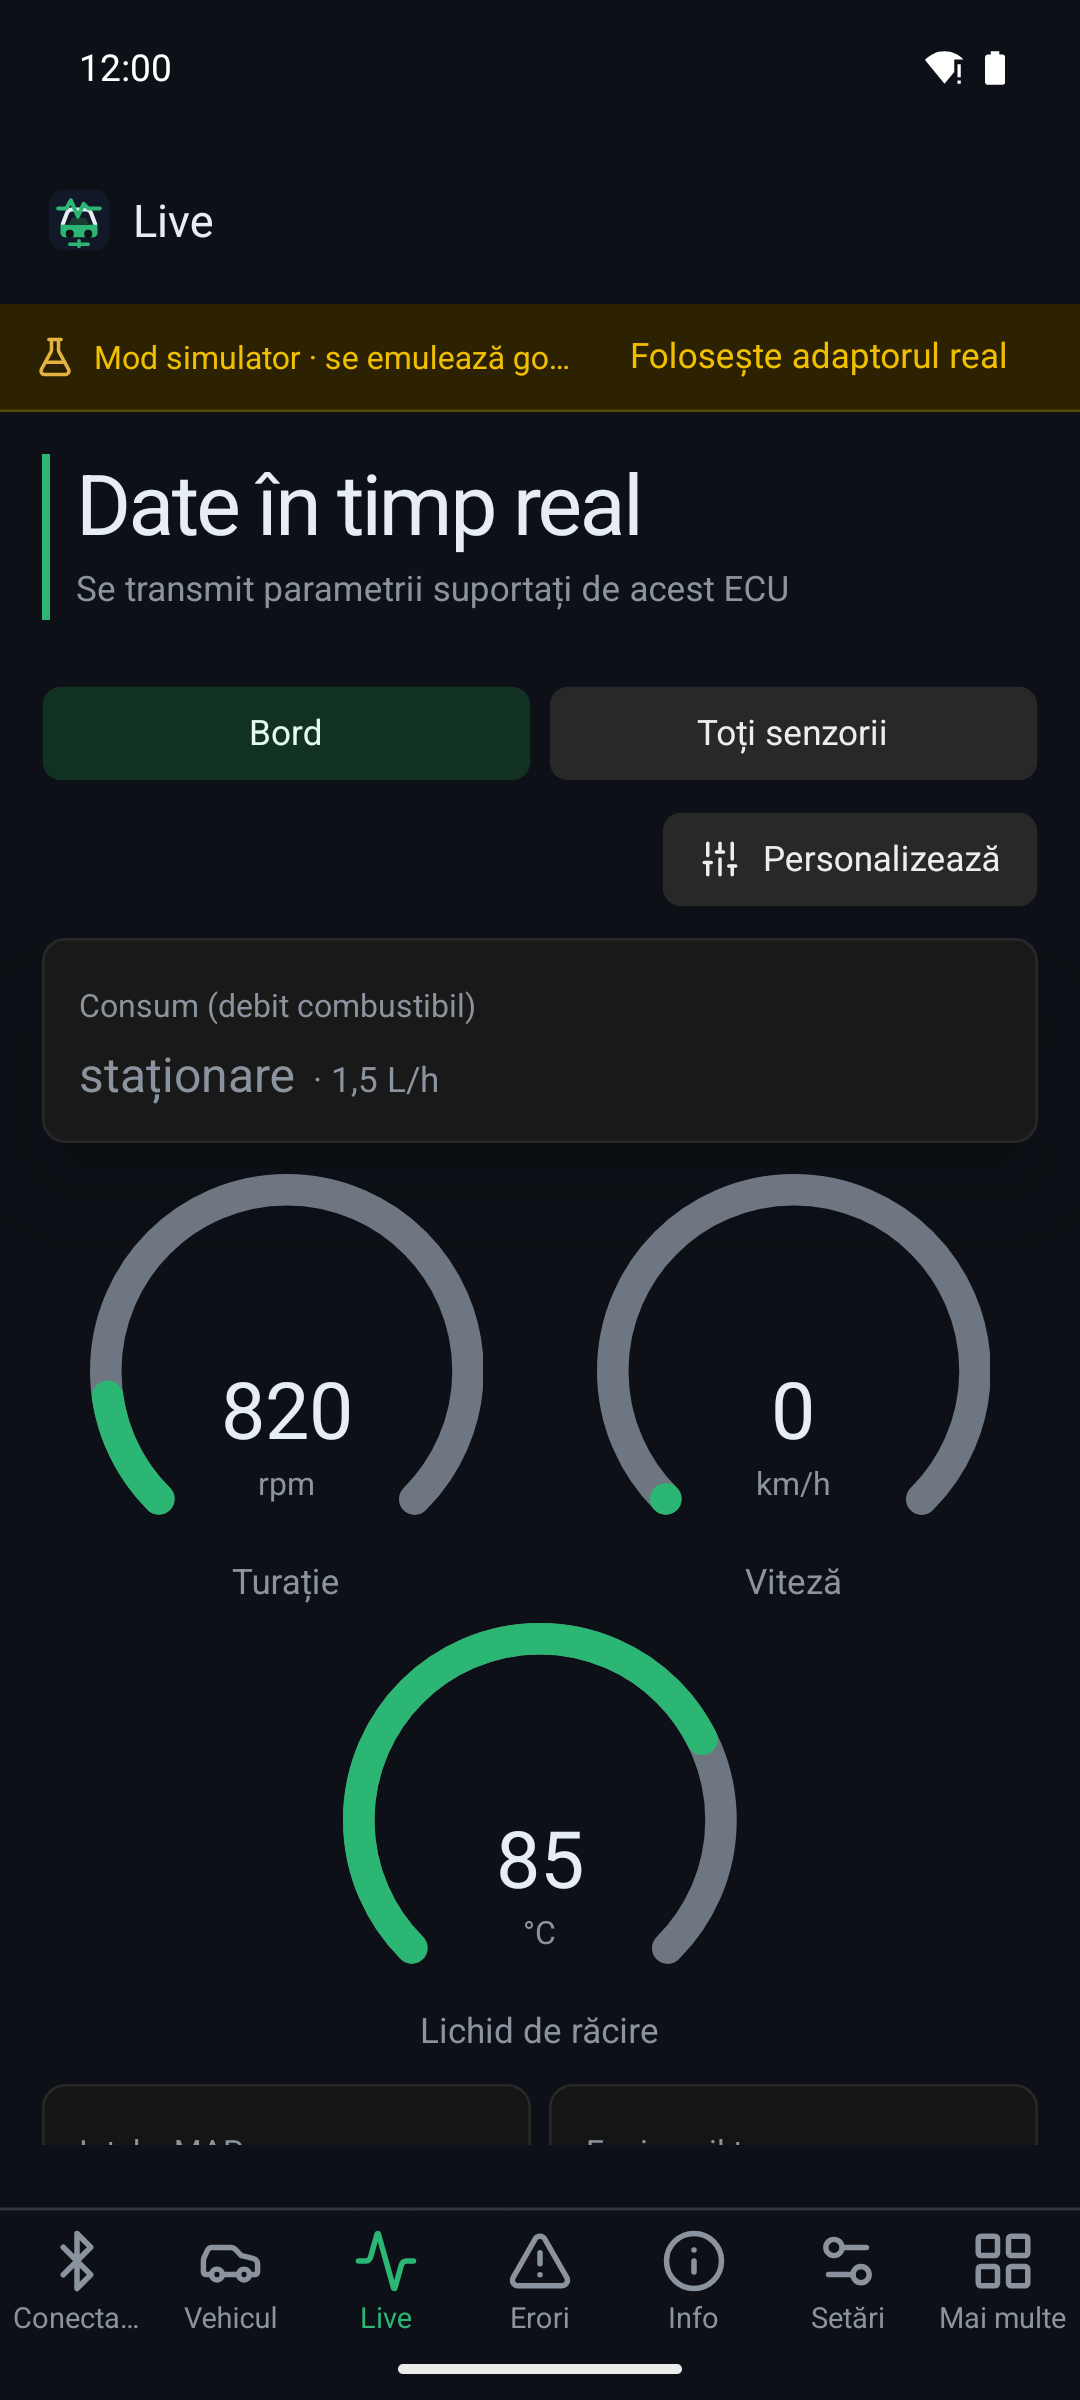 12:00
Live
Mod simulator · se emulează go...
Folosește adaptorul real
Date în timp real
Se transmit parametrii suportați de acest ECU
Bord
Toți senzorii
Personalizează
Consum (debit combustibil)
staționare · 1,5 L/h
820
rpm
Turație
0
km/h
Viteză
85
°C
Lichid de răcire
Conecta...
Vehicul
Live
Erori
Info
Setări
Mai multe